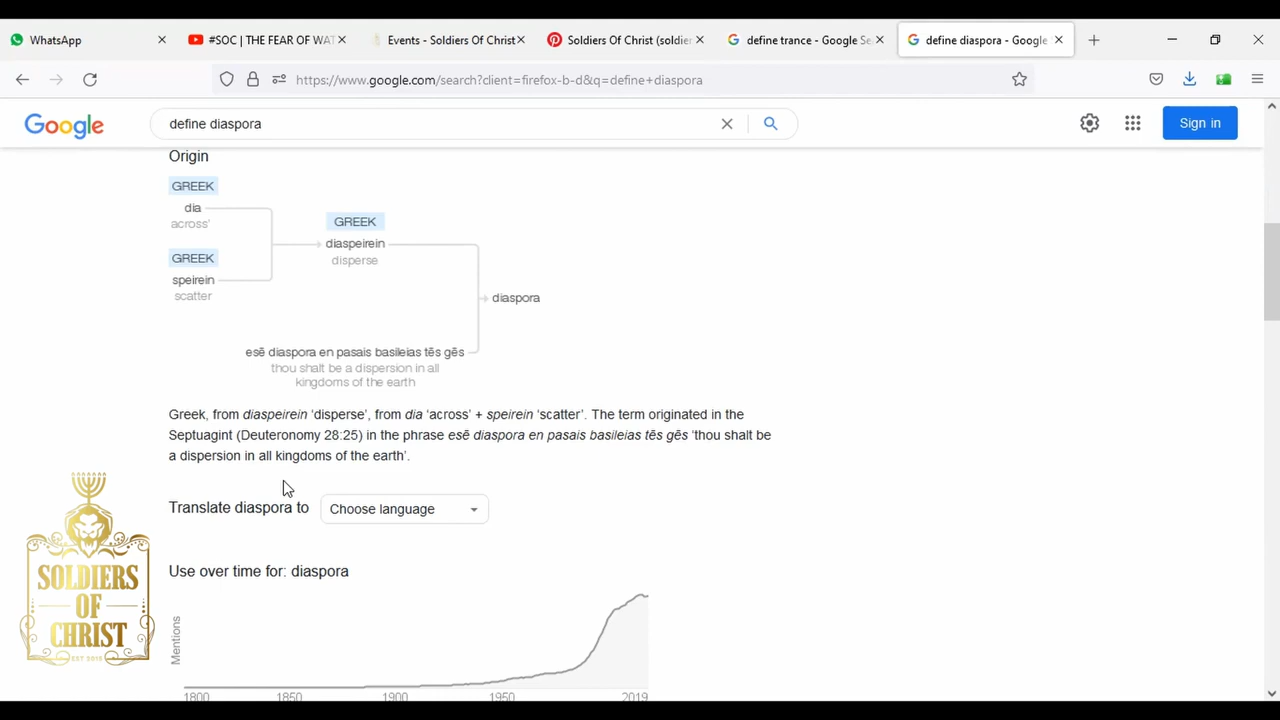 WhatsApp
#SOC | THE FEAR OF WAT
Events - Soldiers Of Christ
Soldiers Of Christ (soldier
define trance - Google Se
define diaspora - Google
https://www.google.com/search?client=firefox-b-d&q=define+diaspora
Google
define diaspora
Sign in
Origin
GREEK
dia
across'
GREEK
speirein
scatter
GREEK
diaspeirein
disperse
diaspora
esē diaspora en pasais basileias tēs gēs
thou shalt be a dispersion in all
kingdoms of the earth
Greek, from diaspeirein ‘disperse’, from dia ‘across’ + speirein ‘scatter’. The term originated in the
Septuagint (Deuteronomy 28:25) in the phrase esē diaspora en pasais basileias tēs gēs ‘thou shalt be
a dispersion in all kingdoms of the earth’.
Translate diaspora to
Choose language
Use over time for: diaspora
Mentions
1800 1850 1900 1950 2019
SOLDIERS
OF
CHRIST